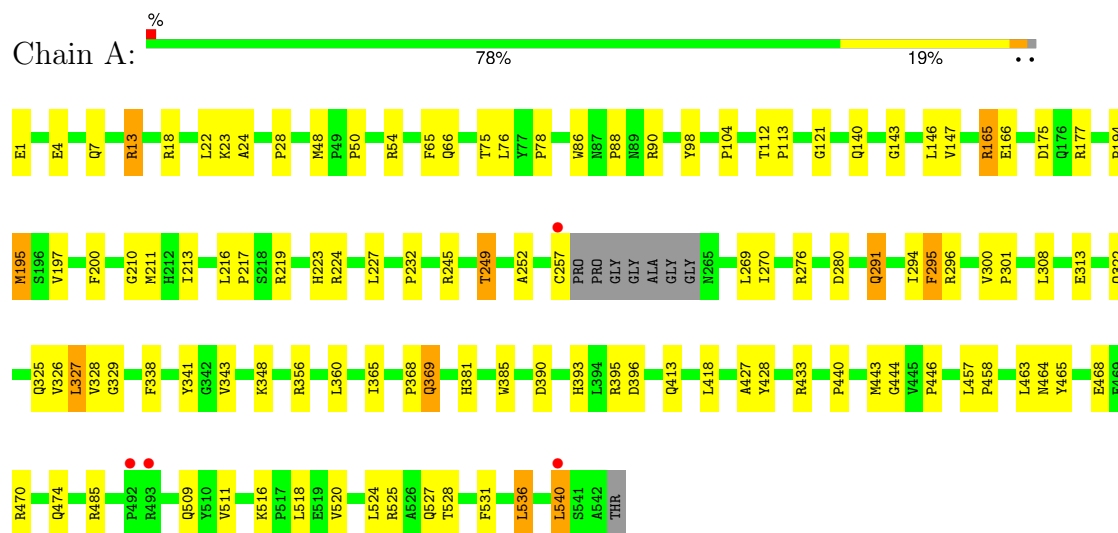 %
Chain A:
78%
19%
E1 E4 Q7 R13 R18 L22 K23 A24 P28 M48 P49 P50 R54 F65 Q66 T75 L76 Y77 P78 W86 N87 P88 N89 R90 Y98 P104 T112 P113 G121 Q140 G143 L146 V147 R165 E166 D175 Q176 R177
M195 S196 V197 F200 G210 M211 H212 I213 L216 P217 S218 R219 H223 R224 L227 P232 R245 T249 A252 C257 PRO PRO GLY GLY ALA GLY GLY N265 L269 I270 R276 D280 Q291 I294 F295 R296 V300 P301 L308 E313
Q325 V326 L327 V328 G329 F338 Y341 G342 V343 K348 R356 L360 I365 P368 Q369 H381 W385 D390 H393 L394 R395 D396 Q413 L418 A427 Y428 R433 P440 M443 G444 V445 P446 L457 P458 L463 N464 Y465 E468
R470 Q474 R485 P492 R493 Q509 Y510 V511 K516 P517 L518 E519 V520 L524 R525 A526 Q527 T528 F531 L536 L540 S541 A542 THR